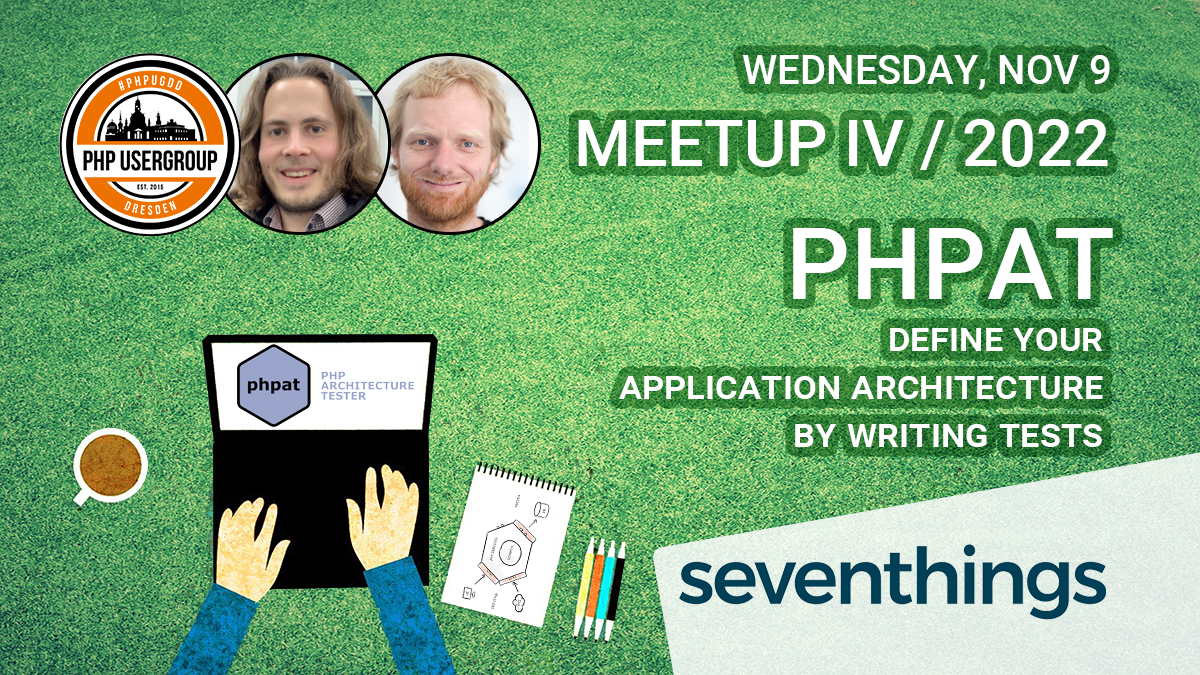 #PHPUGDD
PHP USERGROUP
EST. 2015
DRESDEN
WEDNESDAY, NOV 9
MEETUP IV / 2022
PHPAT
DEFINE YOUR
APPLICATION ARCHITECTURE
BY WRITING TESTS
phpat
PHP
ARCHITECTURE
TESTER
seventhings